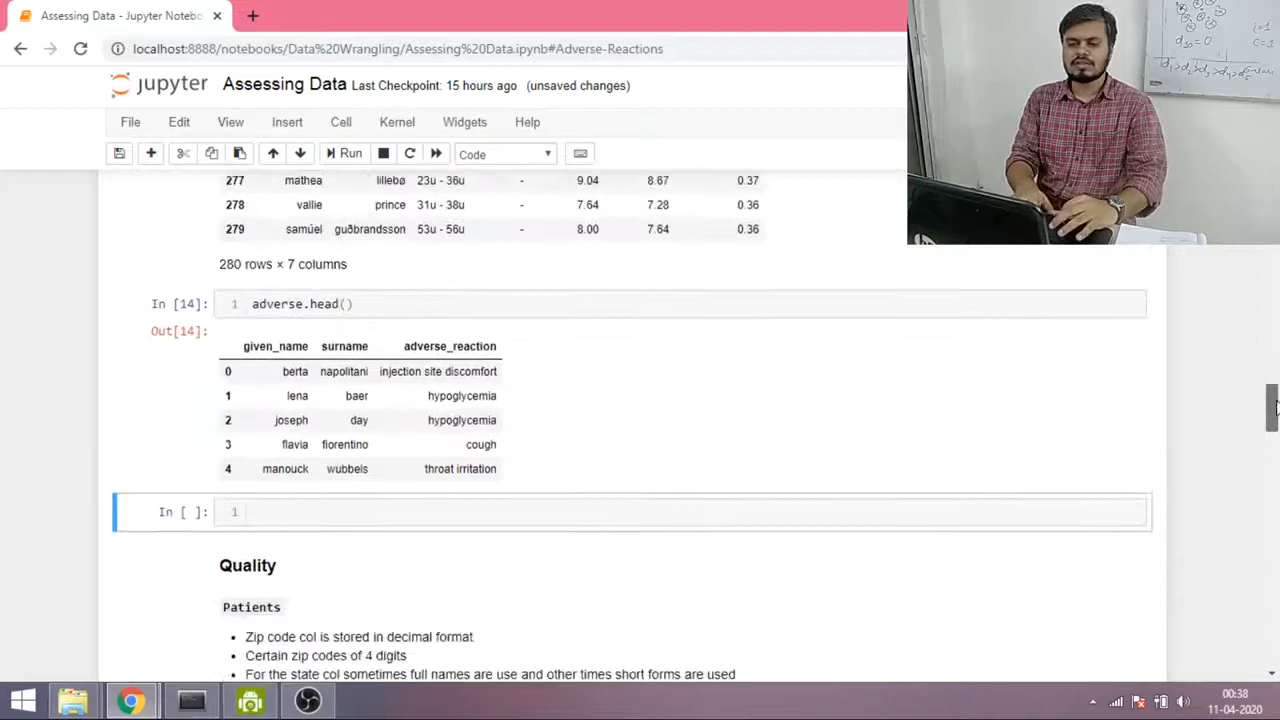 Assessing Data - Jupyter Notebo
localhost:8888/notebooks/Data%20Wrangling/Assessing%20Data.ipynb#Adverse-Reactions
jupyter Assessing Data Last Checkpoint: 15 hours ago (unsaved changes)
File Edit View Insert Cell Kernel Widgets Help
Run Code
277 mathea lillebø 23u - 36u - 9.04 8.67 0.37
278 vallie prince 31u - 38u - 7.64 7.28 0.36
279 samúel guðbrandsson 53u - 56u - 8.00 7.64 0.36
280 rows × 7 columns
In [14]: 1 adverse.head()
Out[14]:
given_name surname adverse_reaction
0 berta napolitani injection site discomfort
1 lena baer hypoglycemia
2 joseph day hypoglycemia
3 flavia fiorentino cough
4 manouck wubbels throat irritation
In [ ]: 1
Quality
Patients
• Zip code col is stored in decimal format
• Certain zip codes of 4 digits
• For the state col sometimes full names are use and other times short forms are used
00:38
11-04-2020